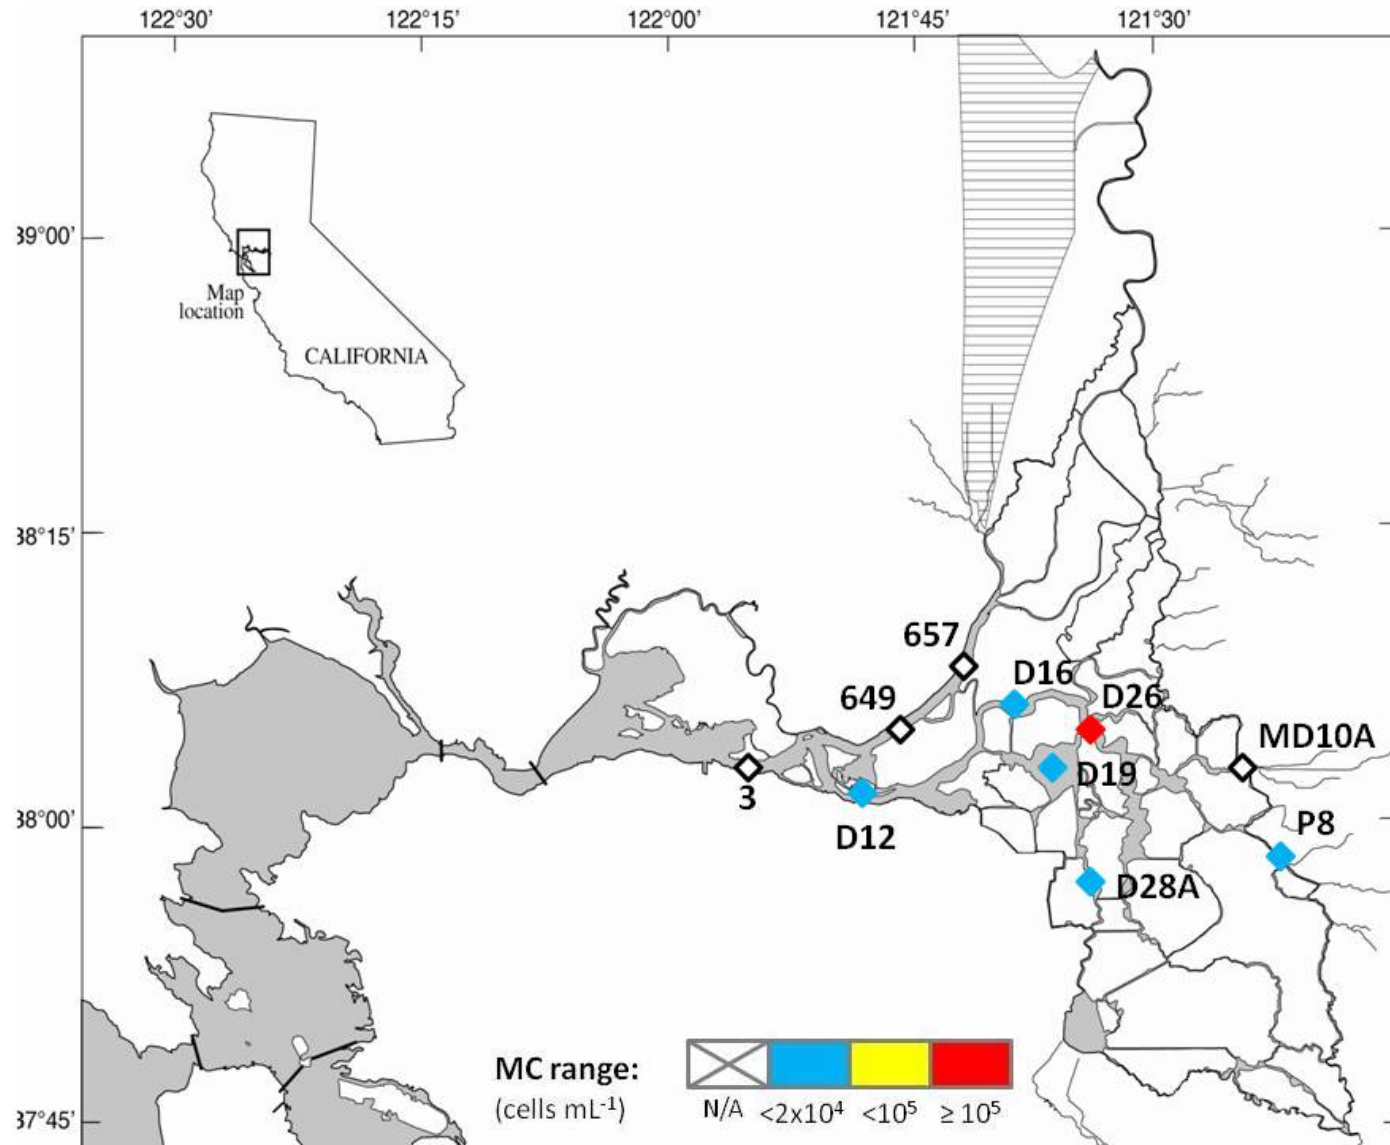 122°30' 122°15' 122°00' 121°45' 121°30'
39°00'
Map
location
CALIFORNIA
38°15'
657
D16
D26
649
MD10A
D19
3
P8
D12
38°00'
D28A
MC range:
(cells mL-1)
N/A <2x10⁴ <10⁵ ≥ 10⁵
37°45'